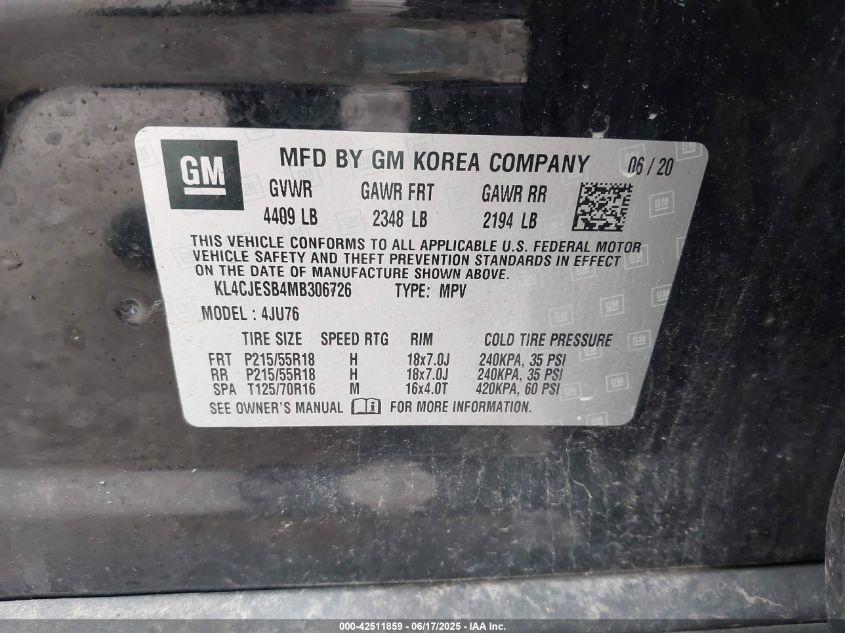 GM MFD BY GM KOREA COMPANY 06/20
GVWR GAWR FRT GAWR RR
4409 LB 2348 LB 2194 LB
THIS VEHICLE CONFORMS TO ALL APPLICABLE U.S. FEDERAL MOTOR
VEHICLE SAFETY AND THEFT PREVENTION STANDARDS IN EFFECT
ON THE DATE OF MANUFACTURE SHOWN ABOVE.
KL4CJESB4MB306726 TYPE: MPV
MODEL: 4JU76
TIRE SIZE SPEED RTG RIM COLD TIRE PRESSURE
FRT P215/55R18 H 18x7.0J 240KPA, 35 PSI
RR P215/55R18 H 18x7.0J 240KPA, 35 PSI
SPA T125/70R16 M 16x4.0T 420KPA, 60 PSI
SEE OWNER'S MANUAL FOR MORE INFORMATION.
000-42511859 - 06/17/2025 - IAA Inc.